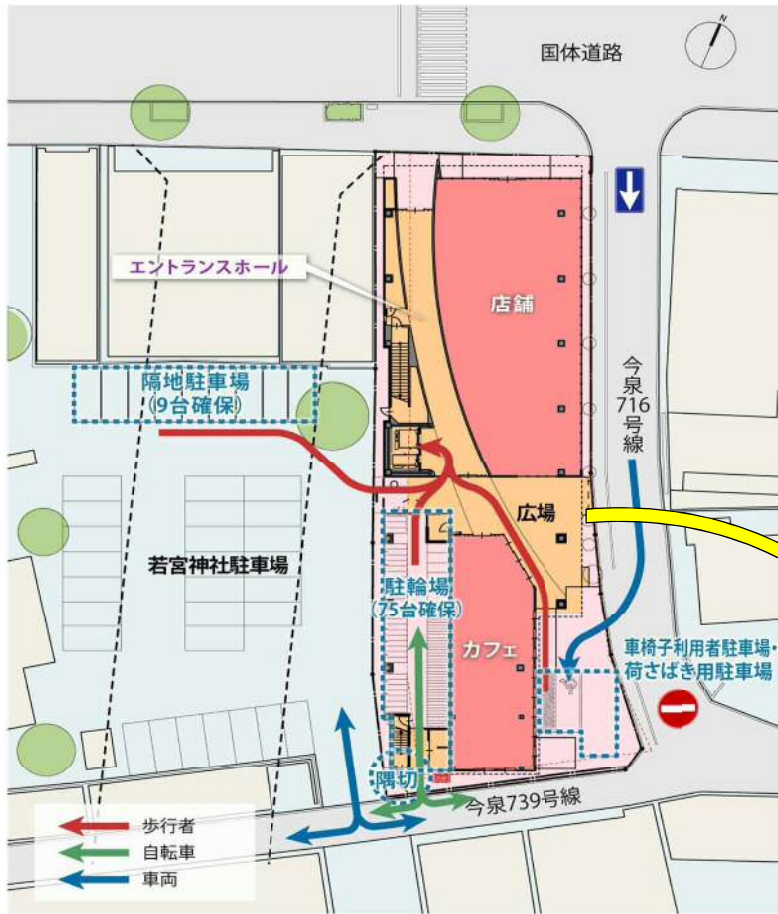 N
国体道路
エントランスホール
店舗
隔地駐車場
(9台確保)
今泉716号線
広場
若宮神社駐車場
駐輪場
(75台確保)
カフェ
車椅子利用者駐車場・
荷さばき用駐車場
隅切
今泉739号線
歩行者
自転車
車両